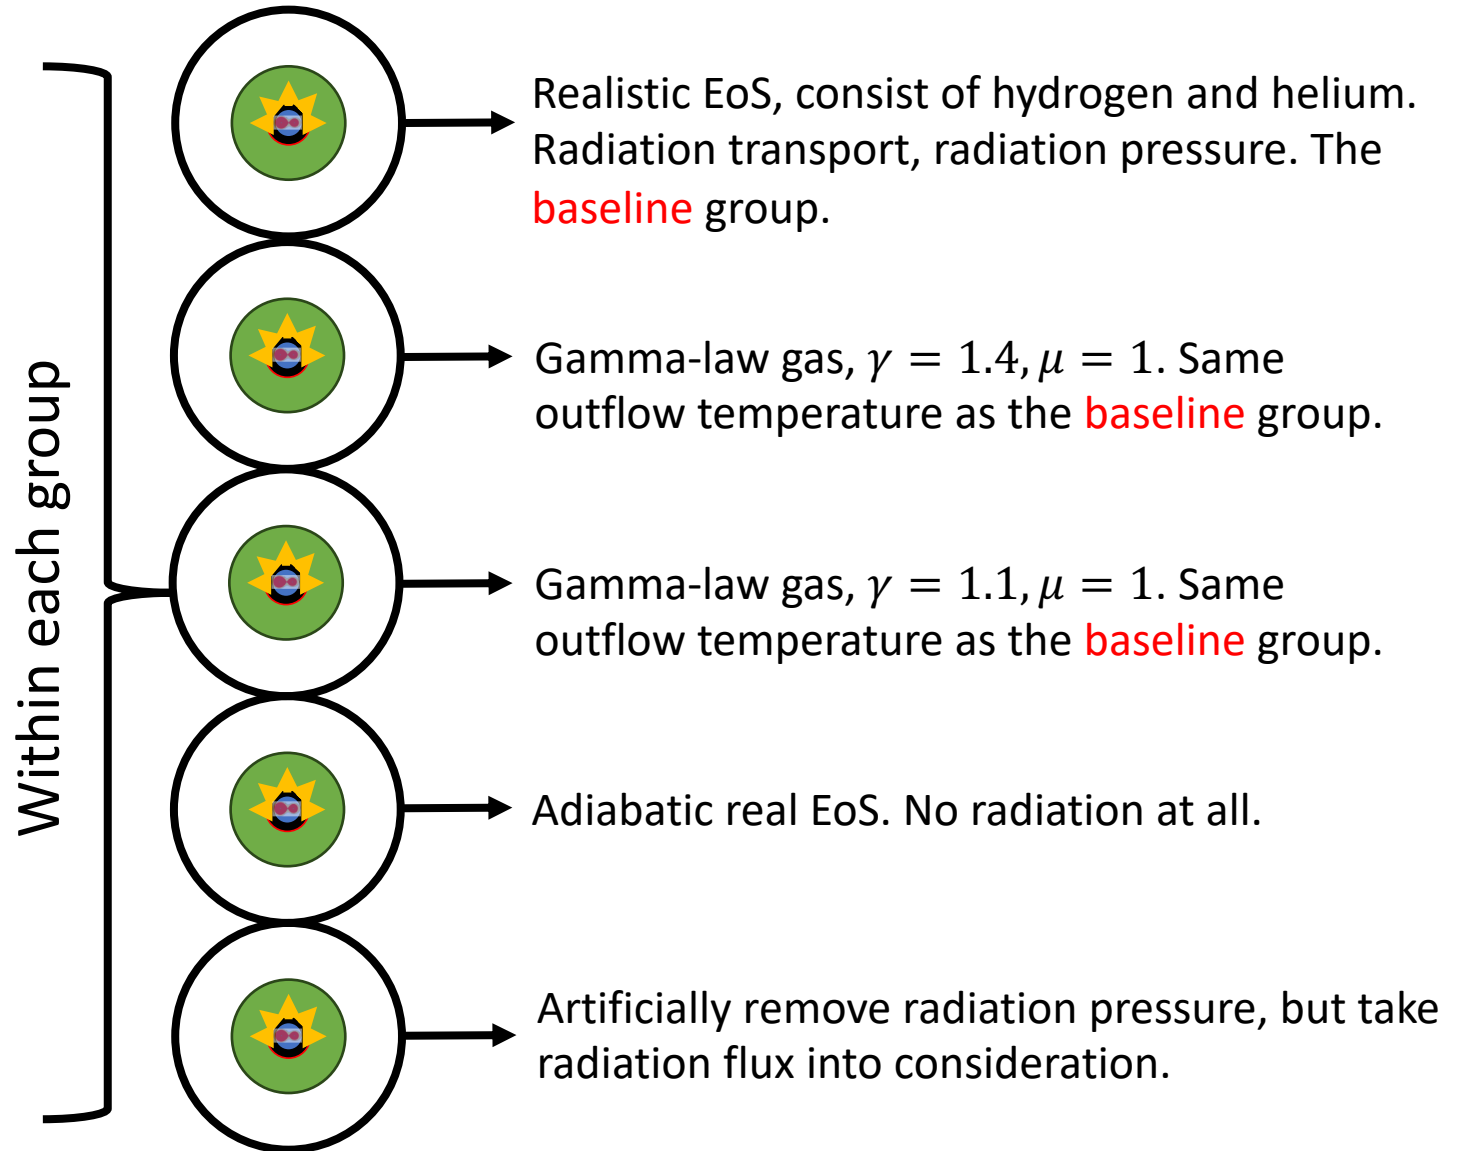 Within each group
Realistic EoS, consist of hydrogen and helium.
Radiation transport, radiation pressure. The
baseline group.
Gamma-law gas, γ = 1.4, μ = 1. Same
outflow temperature as the baseline group.
Gamma-law gas, γ = 1.1, μ = 1. Same
outflow temperature as the baseline group.
Adiabatic real EoS. No radiation at all.
Artificially remove radiation pressure, but take
radiation flux into consideration.